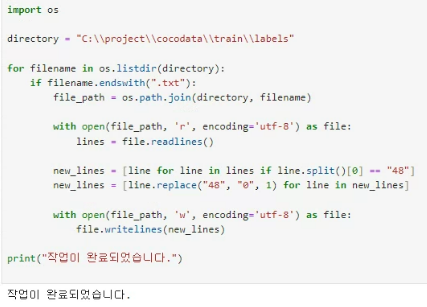 import os
directory = "C:\\project\\cocodata\\train\\labels"
for filename in os.listdir(directory):
    if filename.endswith(".txt"):
        file_path = os.path.join(directory, filename)
        with open(file_path, 'r', encoding='utf-8') as file:
            lines = file.readlines()
        new_lines = [line for line in lines if line.split()[0] == "48"]
        new_lines = [line.replace("48", "0", 1) for line in new_lines]
        with open(file_path, 'w', encoding='utf-8') as file:
            file.writelines(new_lines)
print("작업이 완료되었습니다.")
작업이 완료되었습니다.